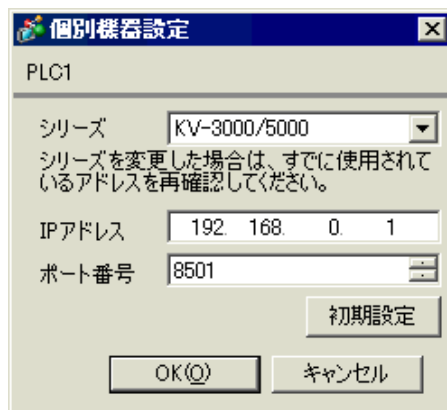 個別機器設定
PLC1
シリーズ KV-3000/5000
シリーズを変更した場合は、すでに使用されて
いるアドレスを再確認してください。
IPアドレス 192. 168. 0. 1
ポート番号 8501
初期設定
OK(O) キャンセル